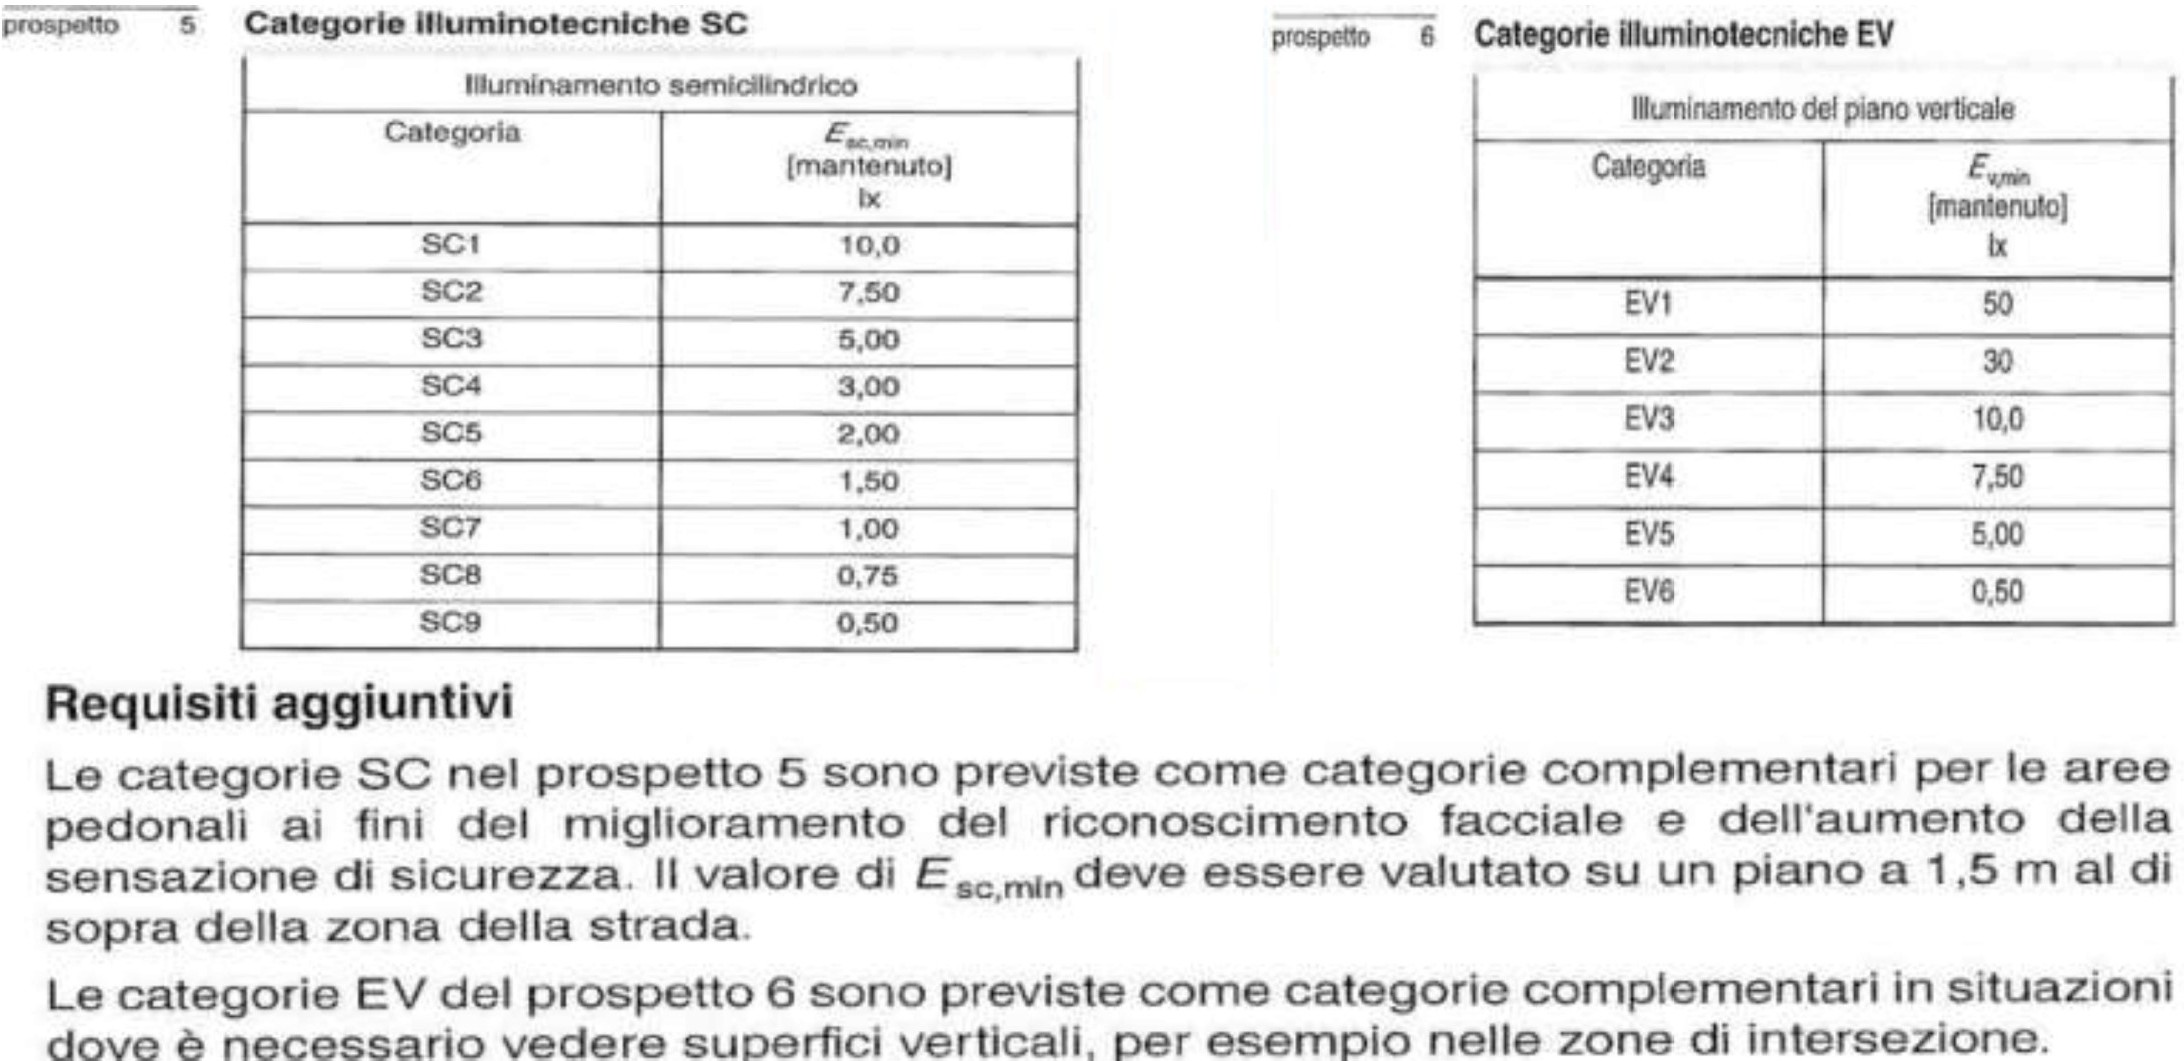 prospetto 5 Categorie illuminotecniche SC
Illuminamento semicilindrico
Categoria E sc,min
[mantenuto]
lx
SC1 10,0
SC2 7,50
SC3 5,00
SC4 3,00
SC5 2,00
SC6 1,50
SC7 1,00
SC8 0,75
SC9 0,50
prospetto 6 Categorie illuminotecniche EV
Illuminamento del piano verticale
Categoria E v,min
[mantenuto]
lx
EV1 50
EV2 30
EV3 10,0
EV4 7,50
EV5 5,00
EV6 0,50
Requisiti aggiuntivi
Le categorie SC nel prospetto 5 sono previste come categorie complementari per le aree
pedonali ai fini del miglioramento del riconoscimento facciale e dell'aumento della
sensazione di sicurezza. Il valore di E sc,min deve essere valutato su un piano a 1,5 m al di
sopra della zona della strada.
Le categorie EV del prospetto 6 sono previste come categorie complementari in situazioni
dove è necessario vedere superfici verticali, per esempio nelle zone di intersezione.